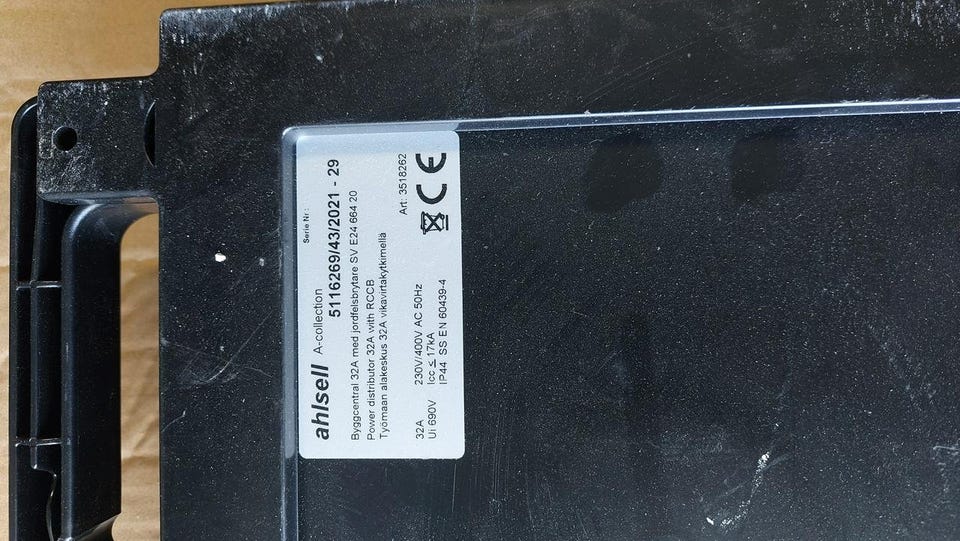 ahlsell A-collection
Serie Nr:
5116269/43/2021 - 29
Byggcentral 32A med jordfelsbrytare SV E24 664 20
Power distributor 32A with RCCB
Työmaan alakeskus 32A vikavirtakytkimellä
Art: 3518262
32A 230V/400V AC 50Hz
Ui 690V Icc ≤ 17kA
IP44 SS EN 60439-4
CE